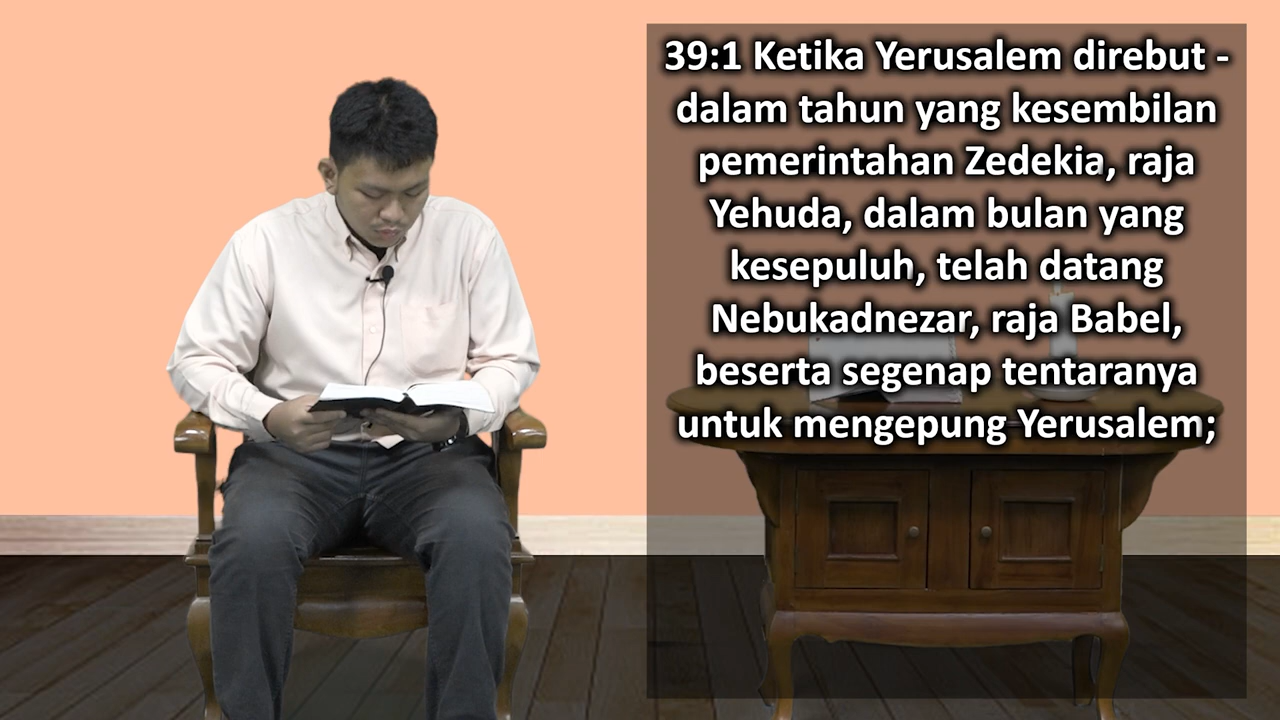 39:1 Ketika Yerusalem direbut -
dalam tahun yang kesembilan
pemerintahan Zedekia, raja
Yehuda, dalam bulan yang
kesepuluh, telah datang
Nebukadnezar, raja Babel,
beserta segenap tentaranya
untuk mengepung Yerusalem;